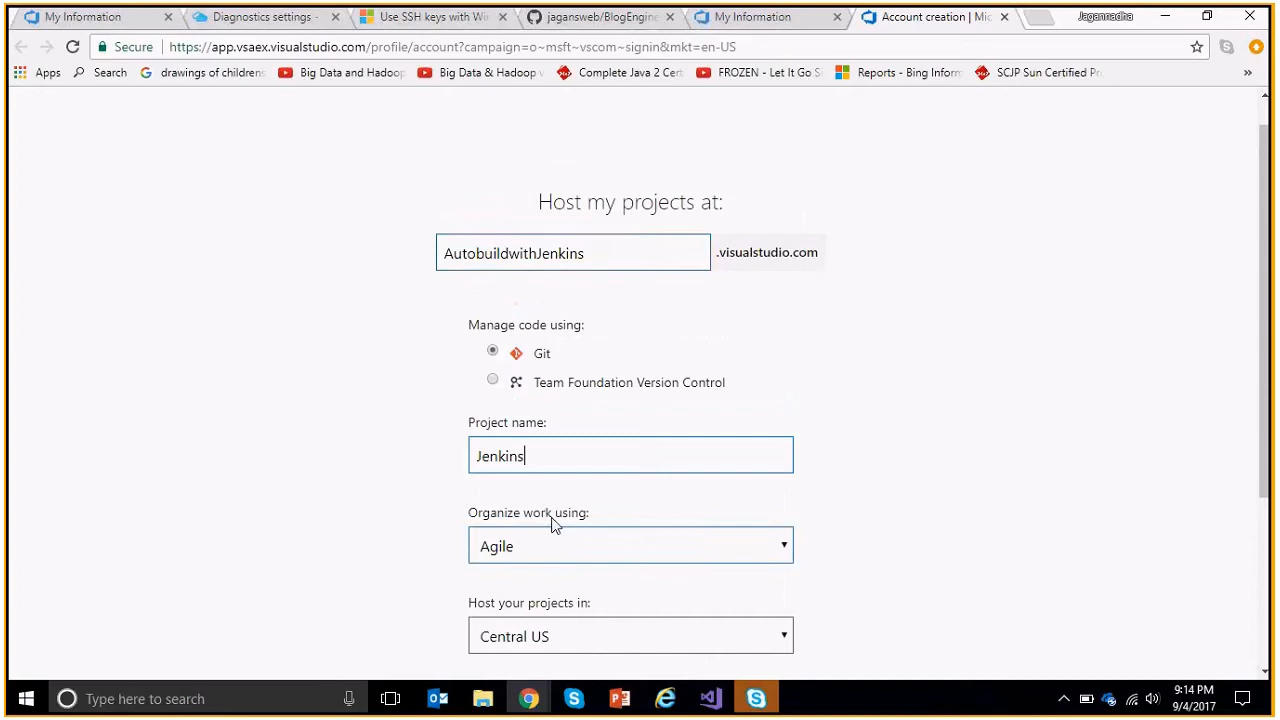 My Information
Diagnostics settings -
Use SSH keys with Win
jagansweb/BlogEngine
My Information
Account creation | Mic
Jagannadha
Secure
https://app.vsaex.visualstudio.com/profile/account?campaign=o~msft~vscom~signin&mkt=en-US
Apps
Search
drawings of childrens
Big Data and Hadoop
Big Data & Hadoop
Complete Java 2 Cert
FROZEN - Let It Go
Reports - Bing Inform
SCJP Sun Certified Pr
»
Host my projects at:
AutobuildwithJenkins
.visualstudio.com
Manage code using:
Git
Team Foundation Version Control
Project name:
Jenkins
Organize work using:
Agile
Host your projects in:
Central US
Type here to search
9:14 PM
9/4/2017